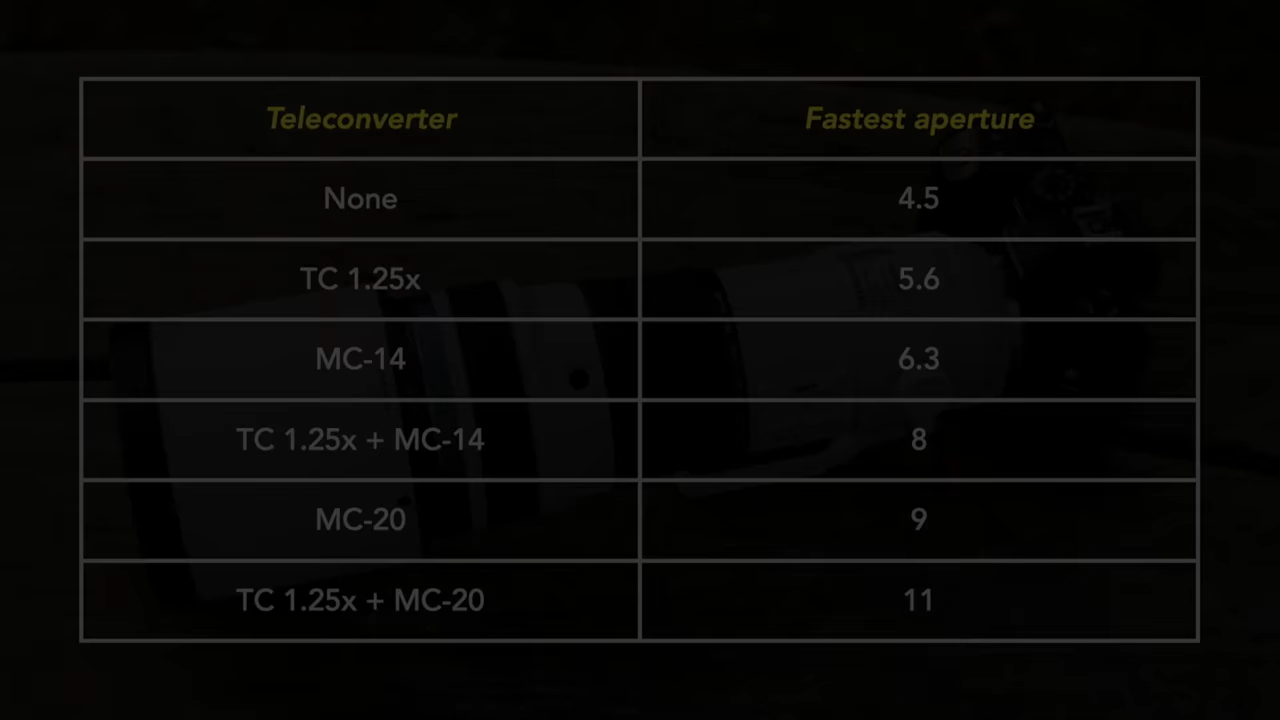 Teleconverter Fastest aperture
None 4.5
TC 1.25x 5.6
MC-14 6.3
TC 1.25x + MC-14 8
MC-20 9
TC 1.25x + MC-20 11